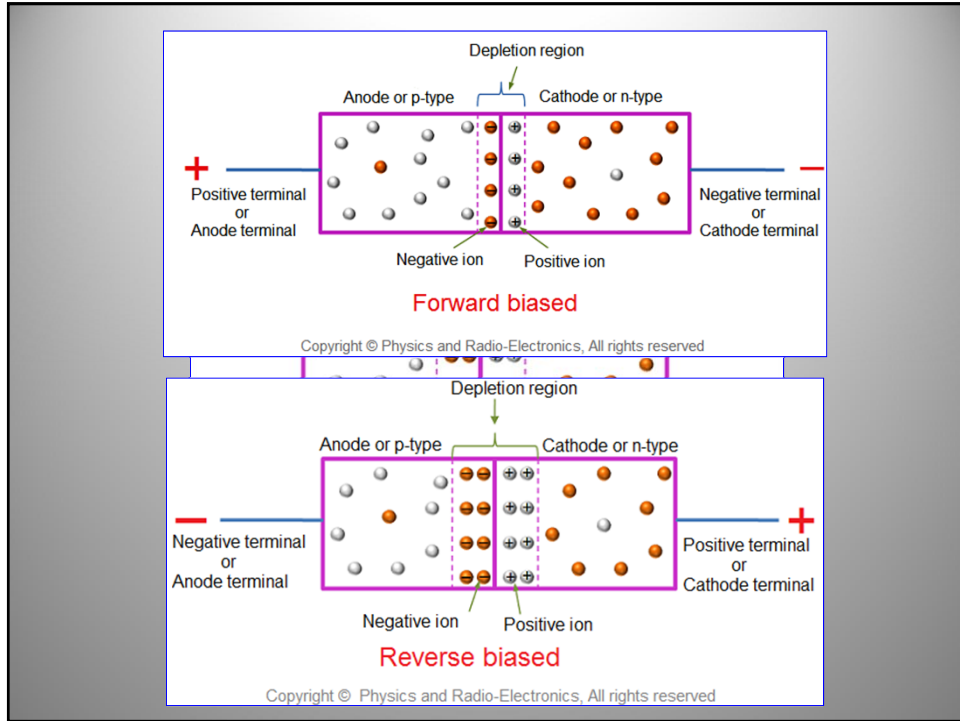 Depletion region
Anode or p-type
Cathode or n-type
+
−
Positive terminal
or
Anode terminal
Negative terminal
or
Cathode terminal
Negative ion
Positive ion
Forward biased
Copyright © Physics and Radio-Electronics, All rights reserved
Depletion region
Anode or p-type
Cathode or n-type
−
+
Negative terminal
or
Anode terminal
Positive terminal
or
Cathode terminal
Negative ion
Positive ion
Reverse biased
Copyright © Physics and Radio-Electronics, All rights reserved